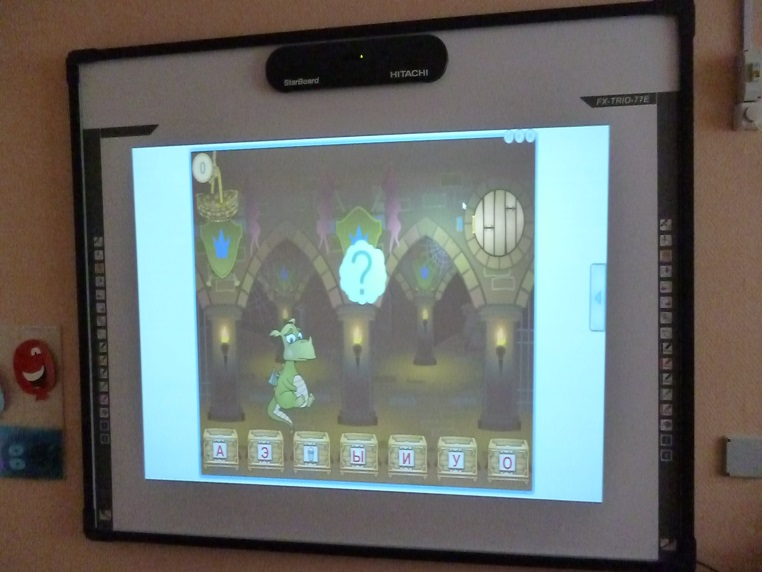 StarBoard
HITACHI
FX-TRIO-77E
0
?
А Э Ы И У О